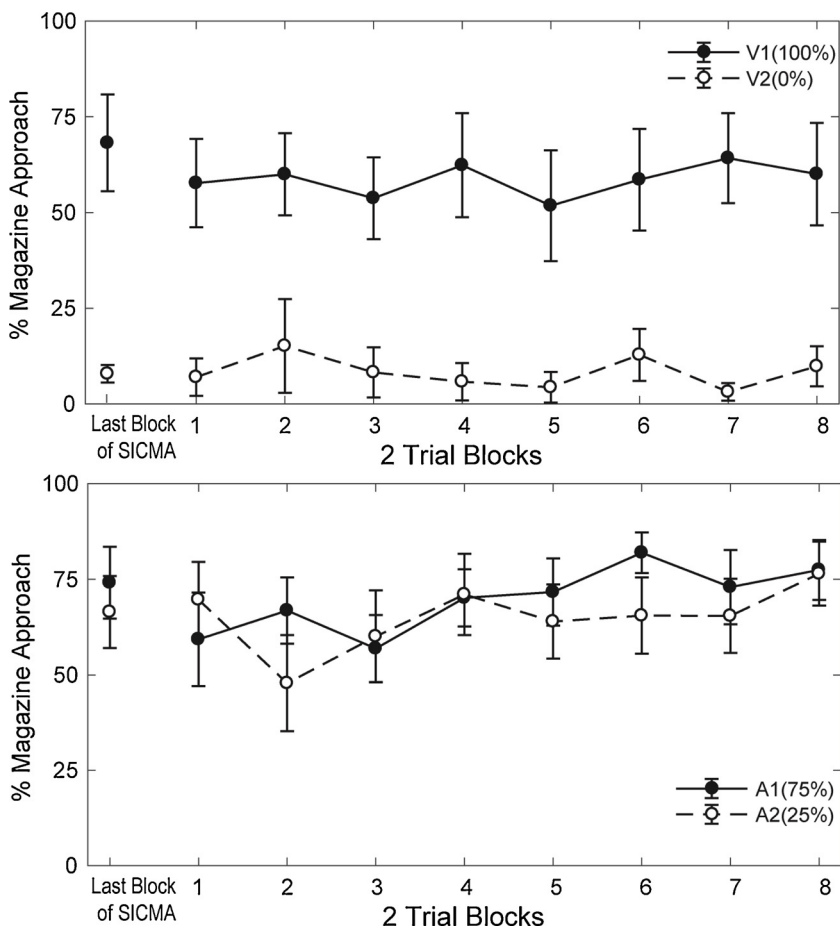 100
75
50
25
0
% Magazine Approach
V1(100%)
V2(0%)
Last Block
of SICMA
1 2 3 4 5 6 7 8
2 Trial Blocks
100
75
50
25
0
% Magazine Approach
A1(75%)
A2(25%)
Last Block
of SICMA
1 2 3 4 5 6 7 8
2 Trial Blocks